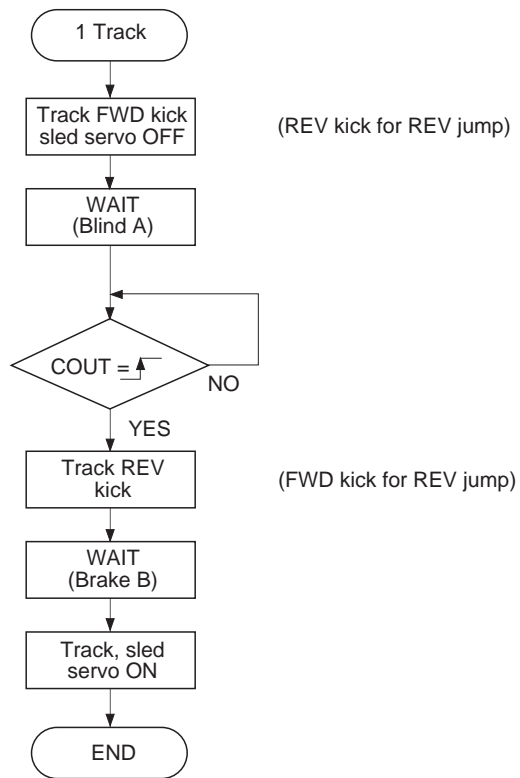 1 Track
Track FWD kick
sled servo OFF
(REV kick for REV jump)
WAIT
(Blind A)
COUT =
NO
YES
Track REV
kick
(FWD kick for REV jump)
WAIT
(Brake B)
Track, sled
servo ON
END